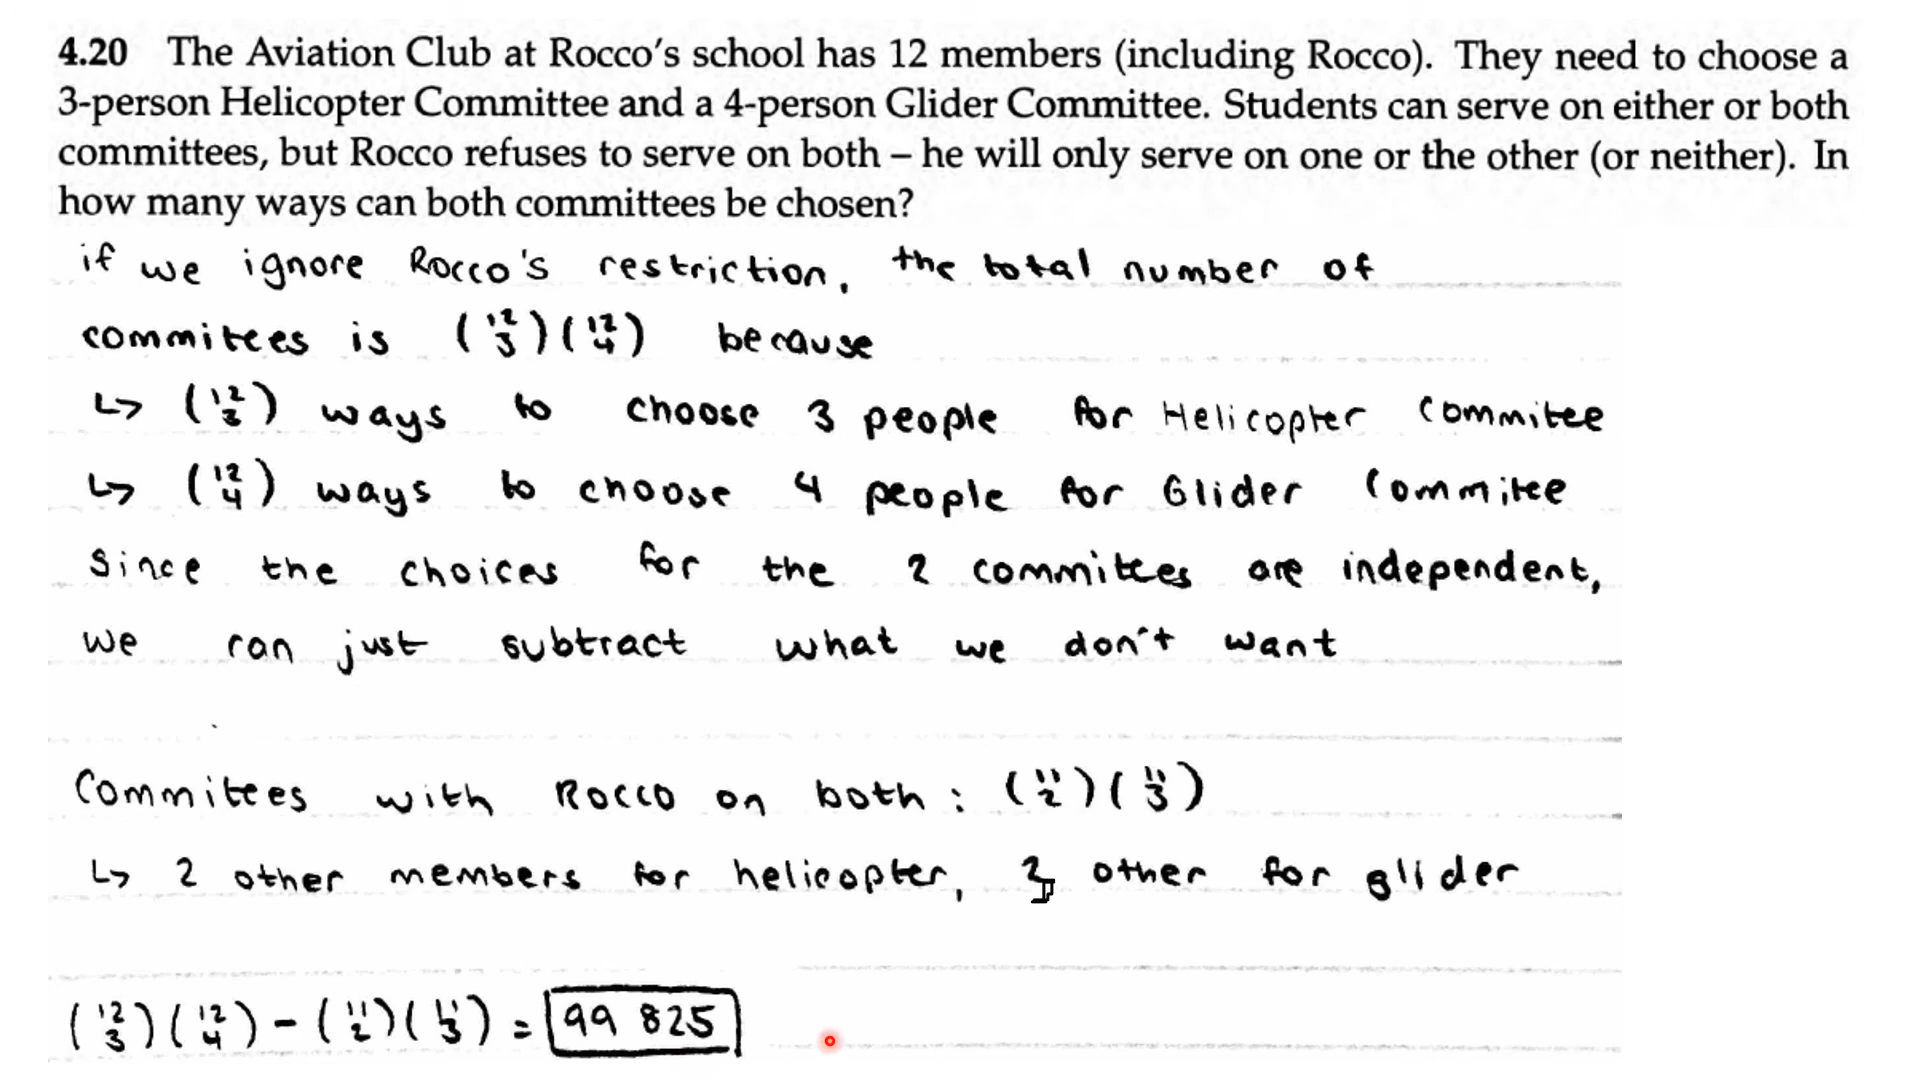 4.20 The Aviation Club at Rocco's school has 12 members (including Rocco). They need to choose a
3-person Helicopter Committee and a 4-person Glider Committee. Students can serve on either or both
committees, but Rocco refuses to serve on both – he will only serve on one or the other (or neither). In
how many ways can both committees be chosen?
if we ignore Rocco's restriction, the total number of
commitees is (12 3)(12 4) because
↳ (12 3) ways to choose 3 people for Helicopter commitee
↳ (12 4) ways to choose 4 people for Glider Commitee
Since the choices for the 2 commitees are independent,
we can just subtract what we don't want
Commitees with Rocco on both : (11 2)(11 3)
↳ 2 other members for helicopter, 3 other for glider
(12 3)(12 4) - (11 2)(11 3) = 99 825